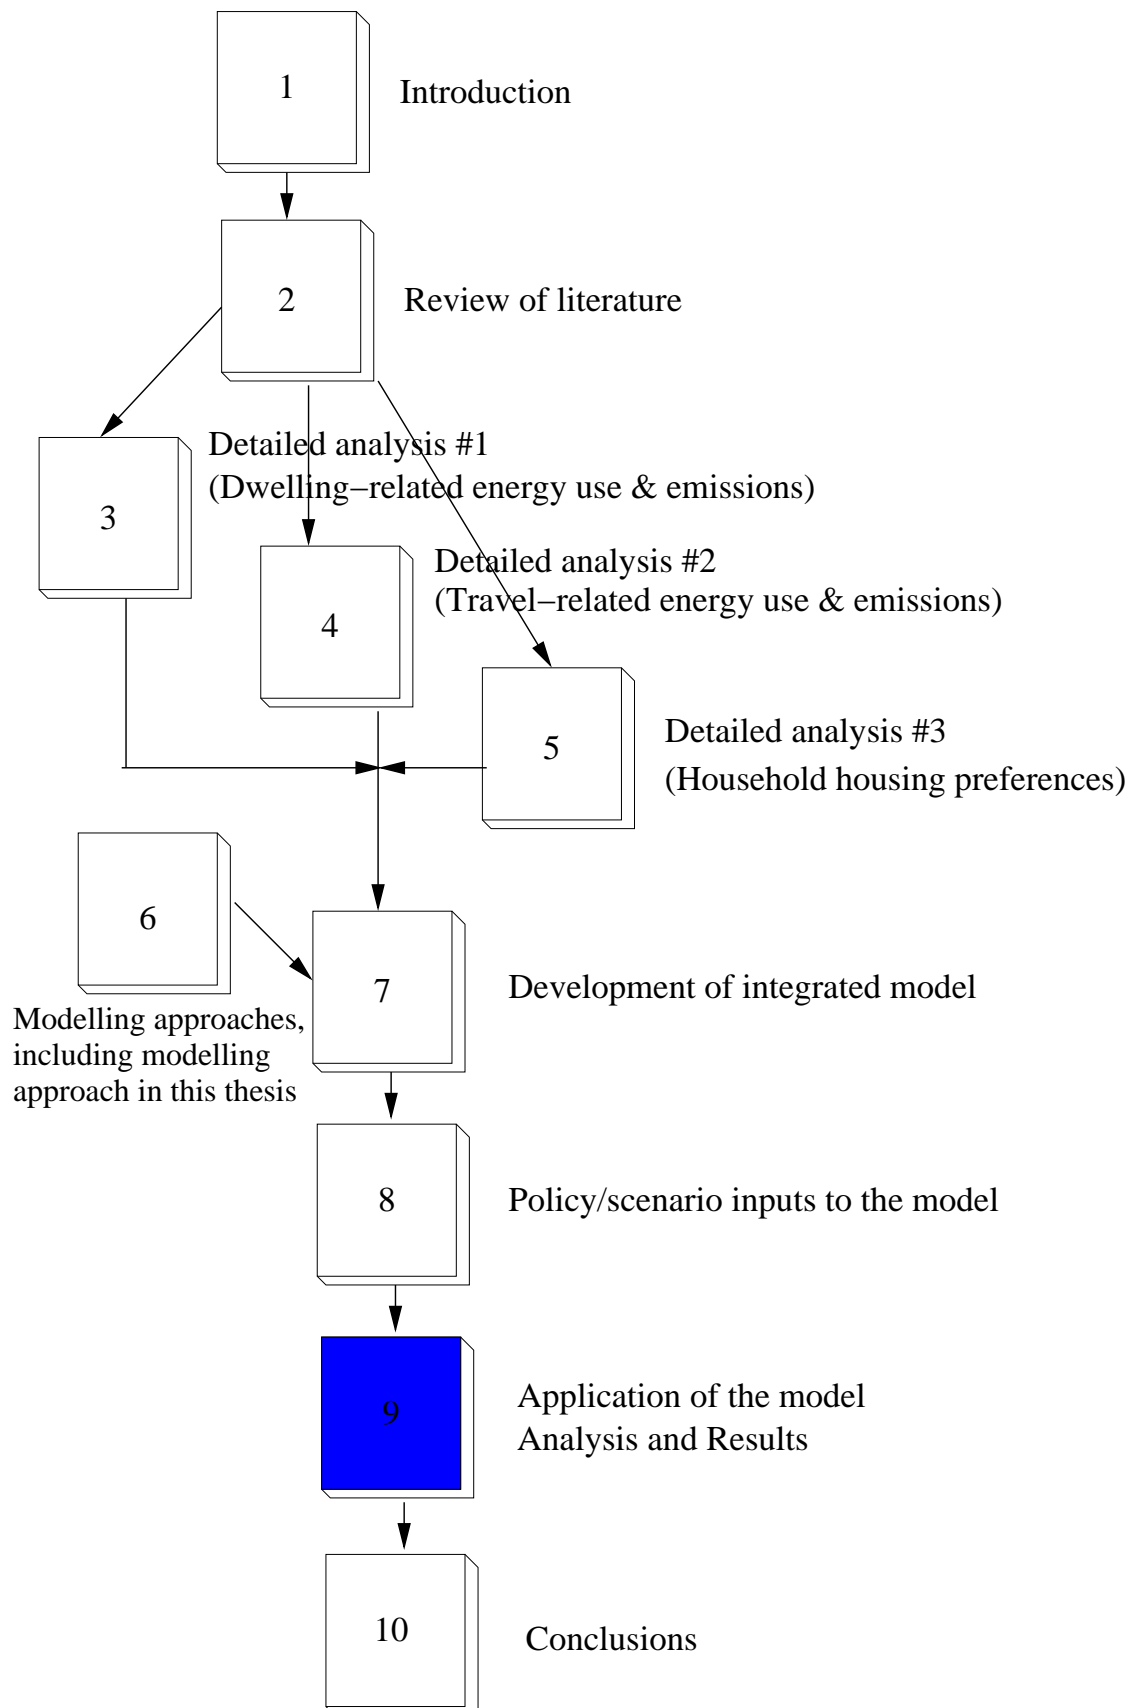 1
Introduction
2
Review of literature
3
Detailed analysis #1
(Dwelling−related energy use & emissions)
4
Detailed analysis #2
(Travel−related energy use & emissions)
5
Detailed analysis #3
(Household housing preferences)
6
Modelling approaches,
including modelling
approach in this thesis
7
Development of integrated model
8
Policy/scenario inputs to the model
9
Application of the model
Analysis and Results
10
Conclusions